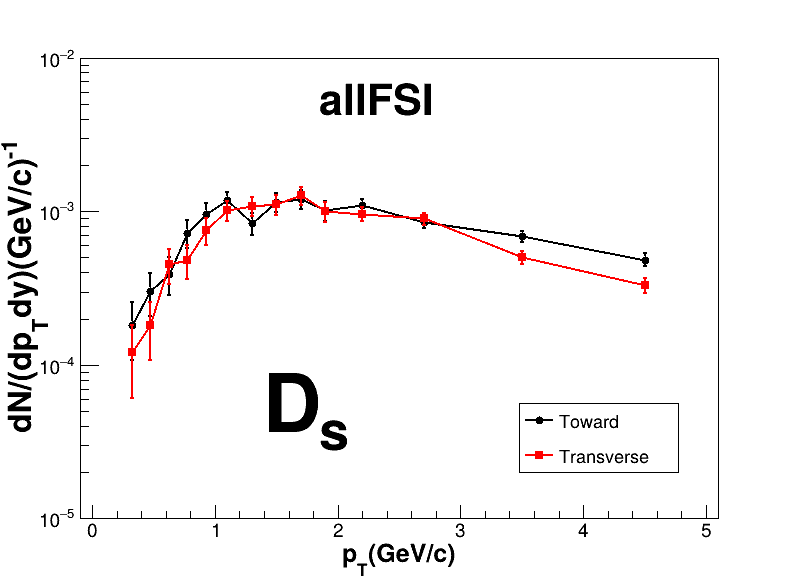 allFSI
10⁻²
10⁻³
10⁻⁴
10⁻⁵
dN/(dp_T dy)(GeV/c)⁻¹
D_s
Toward
Transverse
0 1 2 3 4 5
p_T(GeV/c)